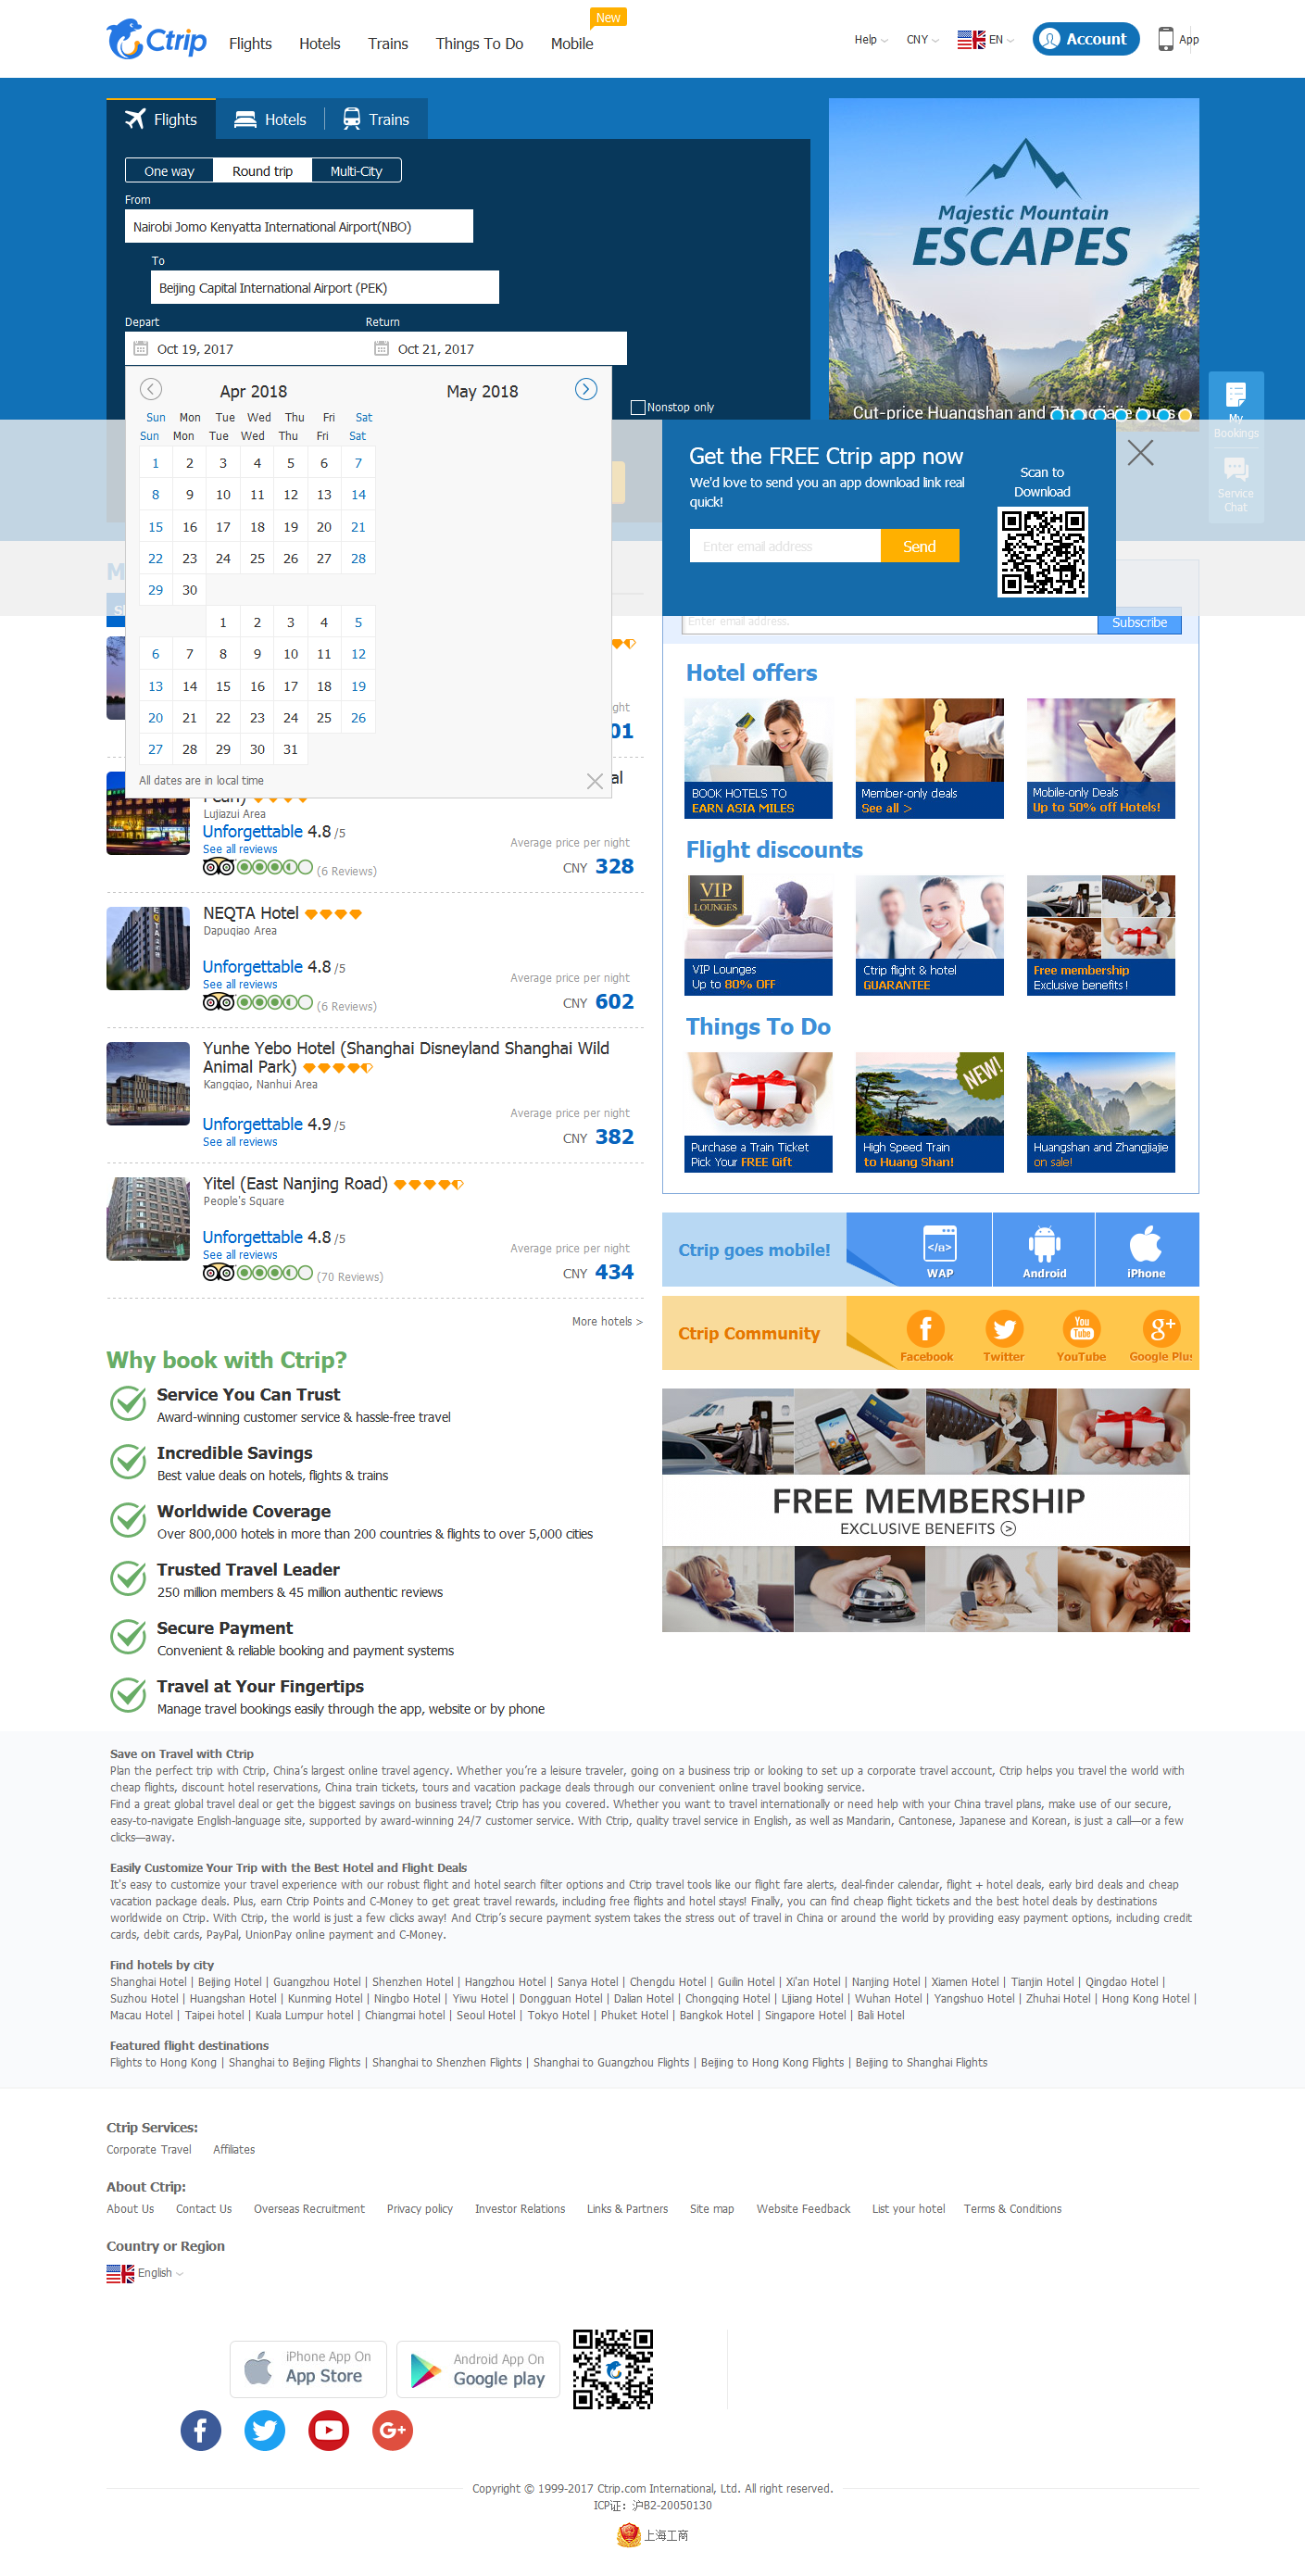 New
Ctrip
Flights Hotels Trains Things To Do Mobile
Help CNY EN Account App
Flights Hotels Trains
One way Round trip Multi-City
From
Nairobi Jomo Kenyatta International Airport(NBO)
To
Beijing Capital International Airport (PEK)
Depart Return
Oct 19, 2017 Oct 21, 2017
Majestic Mountain
ESCAPES
Cut-price Huangshan and Zhangjiajie tours
Apr 2018 May 2018
Sun Mon Tue Wed Thu Fri Sat
Sun Mon Tue Wed Thu Fri Sat
1 2 3 4 5 6 7
8 9 10 11 12 13 14
15 16 17 18 19 20 21
22 23 24 25 26 27 28
29 30
1 2 3 4 5
6 7 8 9 10 11 12
13 14 15 16 17 18 19
20 21 22 23 24 25 26
27 28 29 30 31
All dates are in local time
Nonstop only
My
Bookings
Service
Chat
Get the FREE Ctrip app now
We'd love to send you an app download link real
quick!
Enter email address Send
Scan to
Download
Enter email address. Subscribe
Hotel offers
BOOK HOTELS TO
EARN ASIA MILES
Member-only deals
See all >
Mobile-only Deals
Up to 50% off Hotels!
Flight discounts
VIP
LOUNGES
VIP Lounges
Up to 80% OFF
Ctrip flight & hotel
GUARANTEE
Free membership
Exclusive benefits !
Things To Do
Purchase a Train Ticket
Pick Your FREE Gift
NEW!
High Speed Train
to Huang Shan!
Huangshan and Zhangjiajie
on sale!
Lujiazui Area
Unforgettable 4.8 /5
See all reviews
(6 Reviews)
Average price per night
CNY 328
NEQTA Hotel
Dapuqiao Area
Unforgettable 4.8 /5
See all reviews
(6 Reviews)
Average price per night
CNY 602
Yunhe Yebo Hotel (Shanghai Disneyland Shanghai Wild
Animal Park)
Kangqiao, Nanhui Area
Unforgettable 4.9 /5
See all reviews
Average price per night
CNY 382
Yitel (East Nanjing Road)
People's Square
Unforgettable 4.8 /5
See all reviews
(70 Reviews)
Average price per night
CNY 434
More hotels >
Ctrip goes mobile!
WAP Android iPhone
Ctrip Community
Facebook Twitter YouTube Google Plus
Why book with Ctrip?
Service You Can Trust
Award-winning customer service & hassle-free travel
Incredible Savings
Best value deals on hotels, flights & trains
Worldwide Coverage
Over 800,000 hotels in more than 200 countries & flights to over 5,000 cities
Trusted Travel Leader
250 million members & 45 million authentic reviews
Secure Payment
Convenient & reliable booking and payment systems
Travel at Your Fingertips
Manage travel bookings easily through the app, website or by phone
FREE MEMBERSHIP
EXCLUSIVE BENEFITS >
Save on Travel with Ctrip
Plan the perfect trip with Ctrip, China's largest online travel agency. Whether you're a leisure traveler, going on a business trip or looking to set up a corporate travel account, Ctrip helps you travel the world with
cheap flights, discount hotel reservations, China train tickets, tours and vacation package deals through our convenient online travel booking service.
Find a great global travel deal or get the biggest savings on business travel; Ctrip has you covered. Whether you want to travel internationally or need help with your China travel plans, make use of our secure,
easy-to-navigate English-language site, supported by award-winning 24/7 customer service. With Ctrip, quality travel service in English, as well as Mandarin, Cantonese, Japanese and Korean, is just a call—or a few
clicks—away.
Easily Customize Your Trip with the Best Hotel and Flight Deals
It's easy to customize your travel experience with our robust flight and hotel search filter options and Ctrip travel tools like our flight fare alerts, deal-finder calendar, flight + hotel deals, early bird deals and cheap
vacation package deals. Plus, earn Ctrip Points and C-Money to get great travel rewards, including free flights and hotel stays! Finally, you can find cheap flight tickets and the best hotel deals by destinations
worldwide on Ctrip. With Ctrip, the world is just a few clicks away! And Ctrip's secure payment system takes the stress out of travel in China or around the world by providing easy payment options, including credit
cards, debit cards, PayPal, UnionPay online payment and C-Money.
Find hotels by city
Shanghai Hotel | Beijing Hotel | Guangzhou Hotel | Shenzhen Hotel | Hangzhou Hotel | Sanya Hotel | Chengdu Hotel | Guilin Hotel | Xi'an Hotel | Nanjing Hotel | Xiamen Hotel | Tianjin Hotel | Qingdao Hotel |
Suzhou Hotel | Huangshan Hotel | Kunming Hotel | Ningbo Hotel | Yiwu Hotel | Dongguan Hotel | Dalian Hotel | Chongqing Hotel | Lijiang Hotel | Wuhan Hotel | Yangshuo Hotel | Zhuhai Hotel | Hong Kong Hotel |
Macau Hotel | Taipei hotel | Kuala Lumpur hotel | Chiangmai hotel | Seoul Hotel | Tokyo Hotel | Phuket Hotel | Bangkok Hotel | Singapore Hotel | Bali Hotel
Featured flight destinations
Flights to Hong Kong | Shanghai to Beijing Flights | Shanghai to Shenzhen Flights | Shanghai to Guangzhou Flights | Beijing to Hong Kong Flights | Beijing to Shanghai Flights
Ctrip Services:
Corporate Travel Affiliates
About Ctrip:
About Us Contact Us Overseas Recruitment Privacy policy Investor Relations Links & Partners Site map Website Feedback List your hotel Terms & Conditions
Country or Region
English
iPhone App On
App Store
Android App On
Google play
Copyright © 1999-2017 Ctrip.com International, Ltd. All right reserved.
ICP证：沪B2-20050130
上海工商